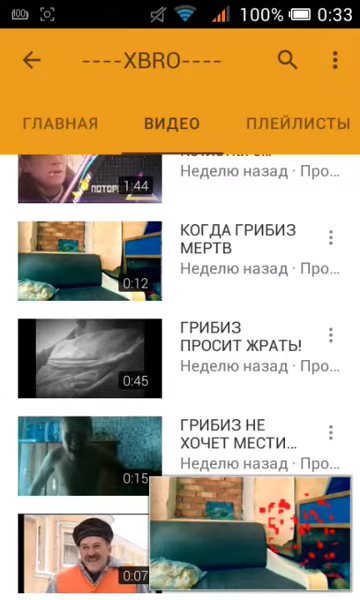 100% 0:33
----XBRO----
ГЛАВНАЯ ВИДЕО ПЛЕЙЛИСТЫ
1:44
Неделю назад · Про...
КОГДА ГРИБИЗ
МЕРТВ
Неделю назад · Про...
0:12
ГРИБИЗ
ПРОСИТ ЖРАТЬ!
Неделю назад · Про...
0:45
ГРИБИЗ НЕ
ХОЧЕТ МЕСТИ...
Неделю назад · Про...
0:15
0:07